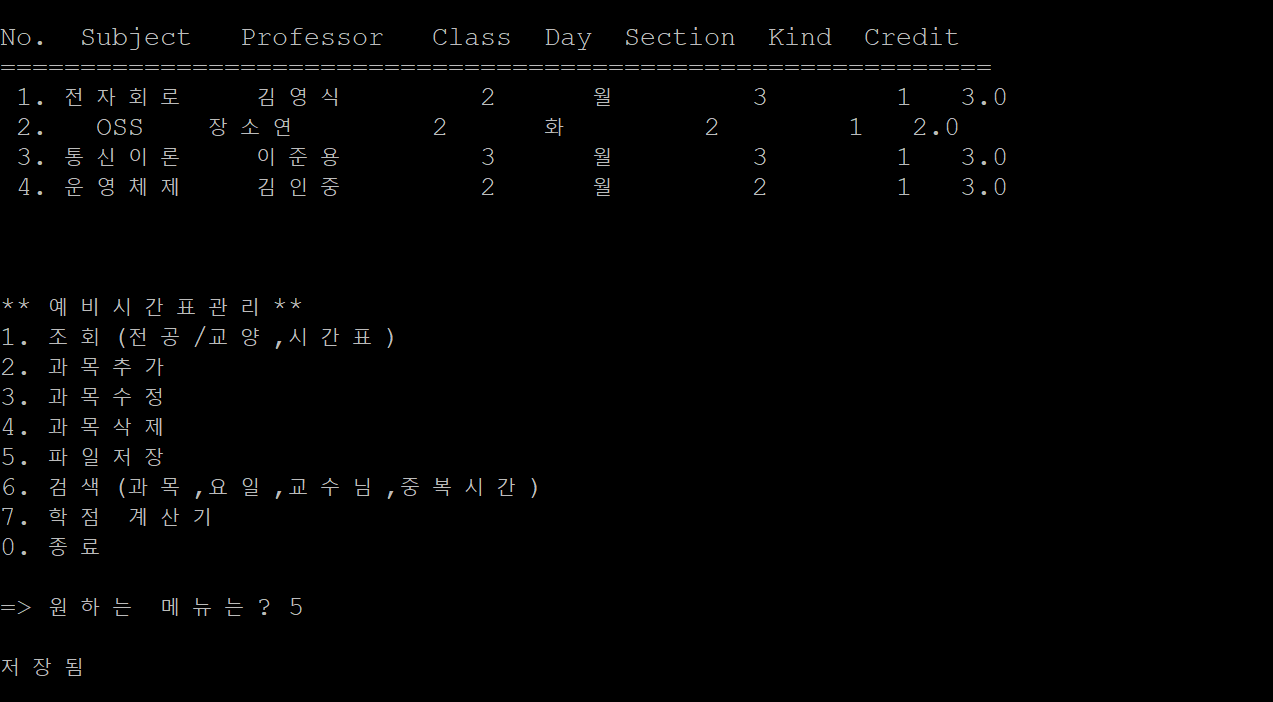 No. Subject Professor Class Day Section Kind Credit
==============================================================
1. 전자회로 김영식 2 월 3 1 3.0
2. OSS 장소연 2 화 2 1 2.0
3. 통신이론 이준용 3 월 3 1 3.0
4. 운영체제 김인중 2 월 2 1 3.0
** 예비시간표관리 **
1. 조회(전공/교양,시간표)
2. 과목추가
3. 과목수정
4. 과목삭제
5. 파일저장
6. 검색(과목,요일,교수님,중복시간)
7. 학점 계산기
0. 종료
=> 원하는 메뉴는? 5
저장됨